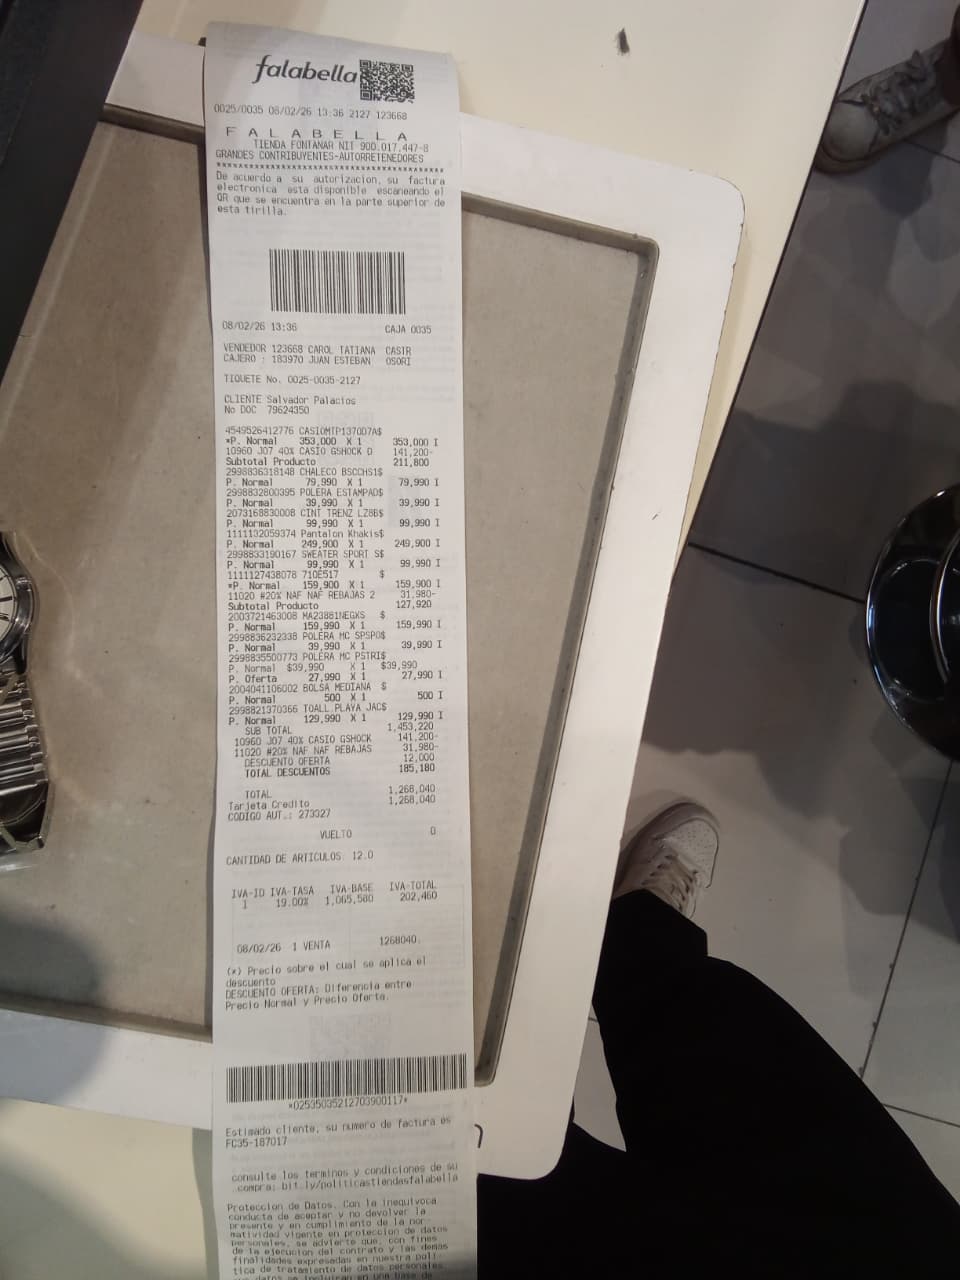 falabella
0025/0035 08/02/26 13:36 2127 123668
F A L A B E L L A
TIENDA FONTANAR NIT 900.017.447-8
GRANDES CONTRIBUYENTES-AUTORRETENEDORES
De acuerdo a su autorizacion, su factura
electronica esta disponible escaneando el
QR que se encuentra en la parte superior de
esta tirilla.
08/02/26 13:36 CAJA 0035
VENDEDOR 123668 CAROL TATIANA CASTR
CAJERO : 183970 JUAN ESTEBAN OSORI
TIQUETE No. 0025-0035-2127
CLIENTE Salvador Palacios
No DOC 79624350
4549526412776 CASIOMTP1370D7A$
*P. Normal 353,000 X 1 353,000 I
10960 J07 40% CASIO GSHOCK D 141,200-
Subtotal Producto 211,800
2998836318148 CHALECO BSCCHS1$
P. Normal 79,990 X 1 79,990 I
2998832800395 POLERA ESTAMPAD$
P. Normal 39,990 X 1 39,990 I
2073168830008 CINT TRENZ LZ8B$
P. Normal 99,990 X 1 99,990 I
1111132059374 Pantalon Khakis$
P. Normal 249,900 X 1 249,900 I
2998833190167 SWEATER SPORT S$
P. Normal 99,990 X 1 99,990 I
1111127438078 710E517 $
*P. Normal 159,900 X 1 159,900 I
11020 #20% NAF NAF REBAJAS 2 31,980-
Subtotal Producto 127,920
2003721463008 MA23881NEGXS $
P. Normal 159,990 X 1 159,990 I
2998836232338 POLERA MC SPSPO$
P. Normal 39,990 X 1 39,990 I
2998835500773 POLERA MC PSTRI$
P. Normal $39,990 X 1 $39,990
P. Oferta 27,990 X 1 27,990 I
2004041106002 BOLSA MEDIANA $
P. Normal 500 X 1 500 I
2998821370366 TOALL PLAYA JAC$
P. Normal 129,990 X 1 129,990 I
SUB TOTAL 1,453,220
10960 J07 40% CASIO GSHOCK 141,200-
11020 #20% NAF NAF REBAJAS 31,980-
DESCUENTO OFERTA 12,000
TOTAL DESCUENTOS 185,180
TOTAL 1,268,040
Tarjeta Credito 1,268,040
CODIGO AUT.: 273327
VUELTO 0
CANTIDAD DE ARTICULOS: 12.0
IVA-ID IVA-TASA IVA-BASE IVA-TOTAL
1 19.00% 1,065,580 202,460
08/02/26 1 VENTA 1268040.
(*) Precio sobre el cual se aplica el
descuento
DESCUENTO OFERTA: Diferencia entre
Precio Normal y Precio Oferta.
*02535035212703900117*
Estimado cliente, su numero de factura es
FC35-187017
consulte los terminos y condiciones de su
compra: bit.ly/politicastiendasfalabella
Proteccion de Datos. Con la inequivoca
conducta de aceptar y no devolver la
presente y en cumplimiento de la nor
matividad vigente en proteccion de datos
personales, se advierte que, con fines
de la ejecucion del contrato y las demas
finalidades expresadas en nuestra poli-
tica de tratamiento de datos personales